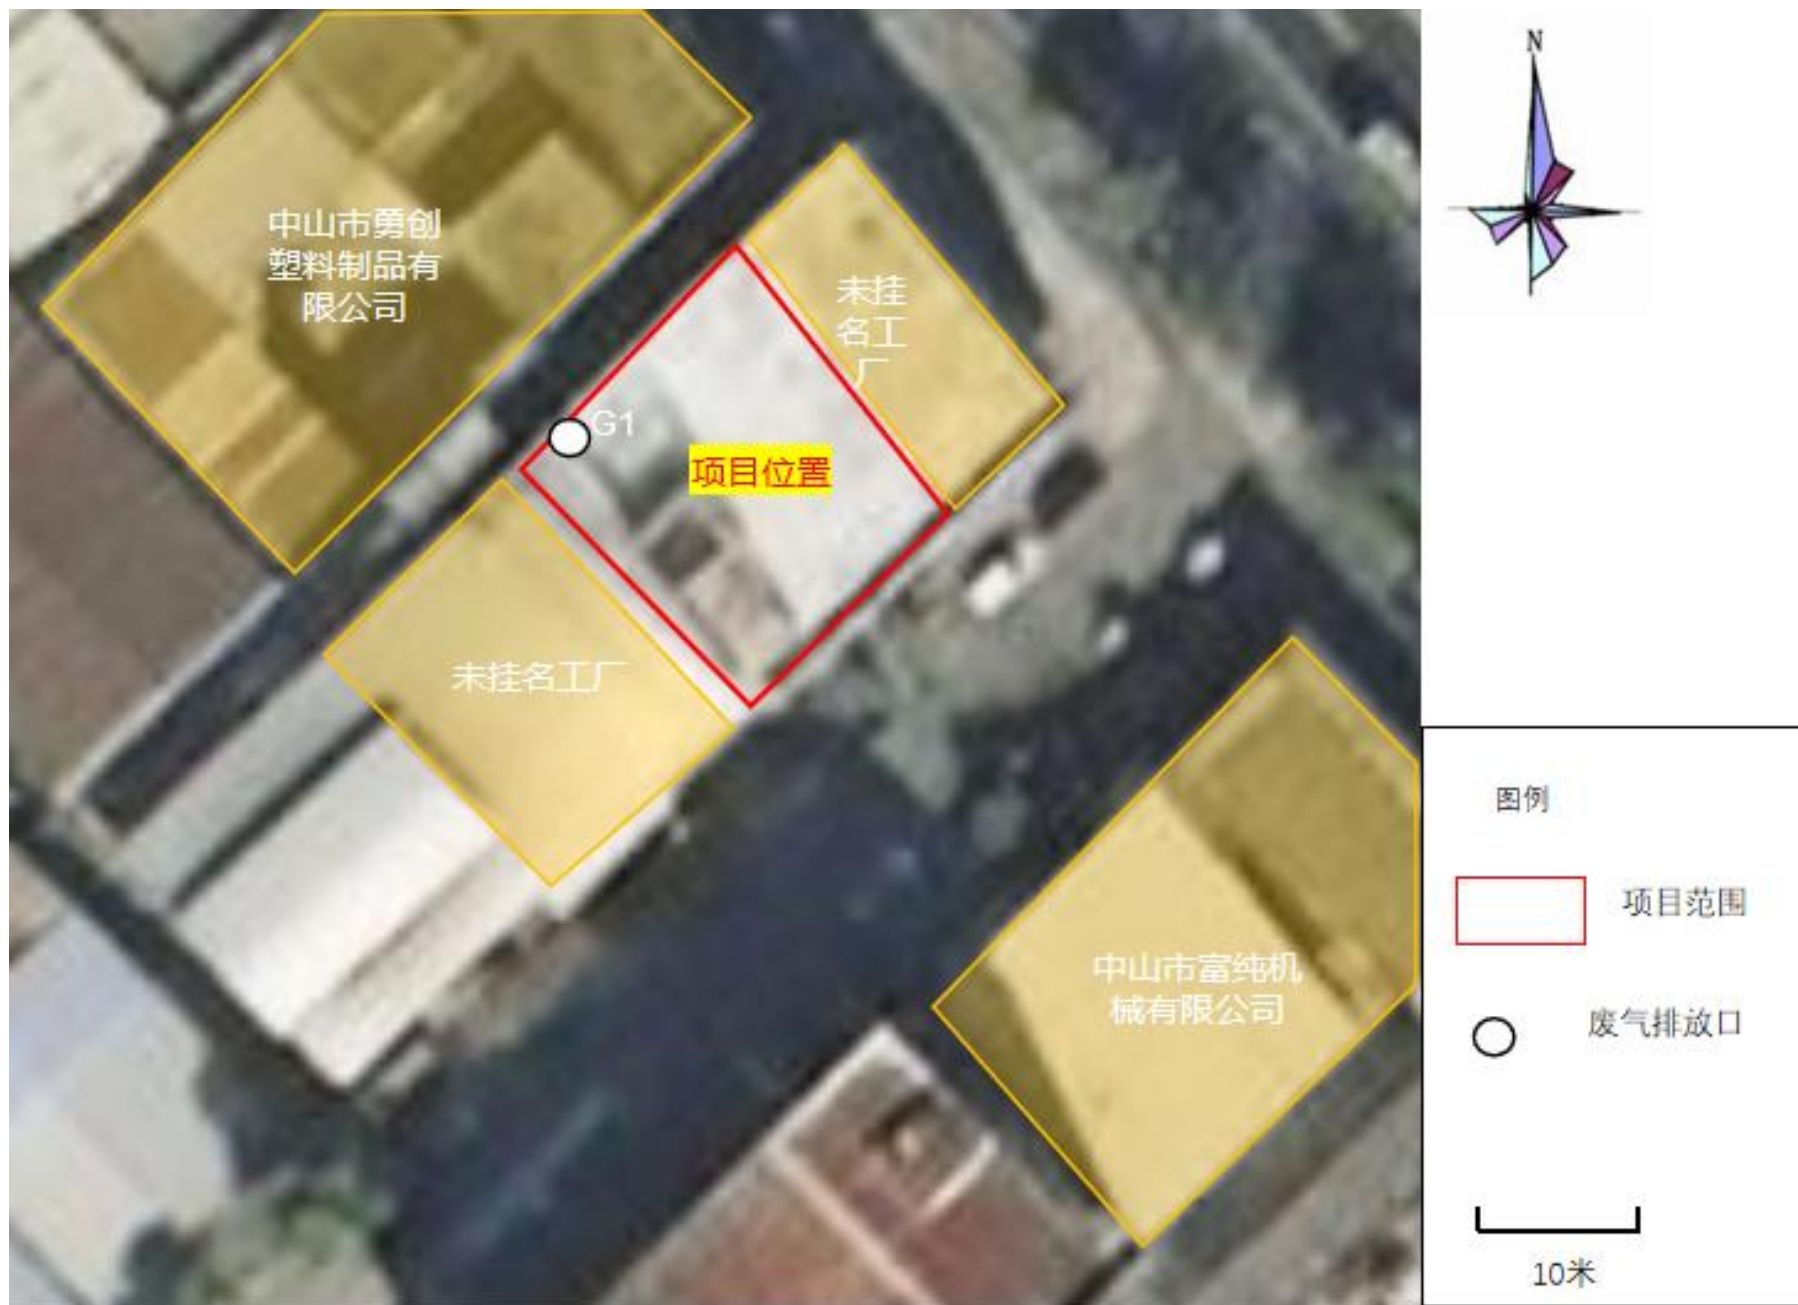 N
中山市勇创
塑料制品有
限公司
未挂
名工
厂
G1
项目位置
未挂名工厂
中山市富纯机
械有限公司
图例
项目范围
废气排放口
10米